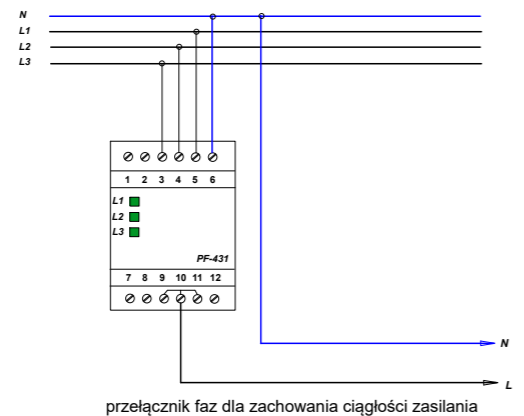 N
L1
L2
L3
1 2 3 4 5 6
L1
L2
L3
PF-431
7 8 9 10 11 12
N
L
przełącznik faz dla zachowania ciągłości zasilania